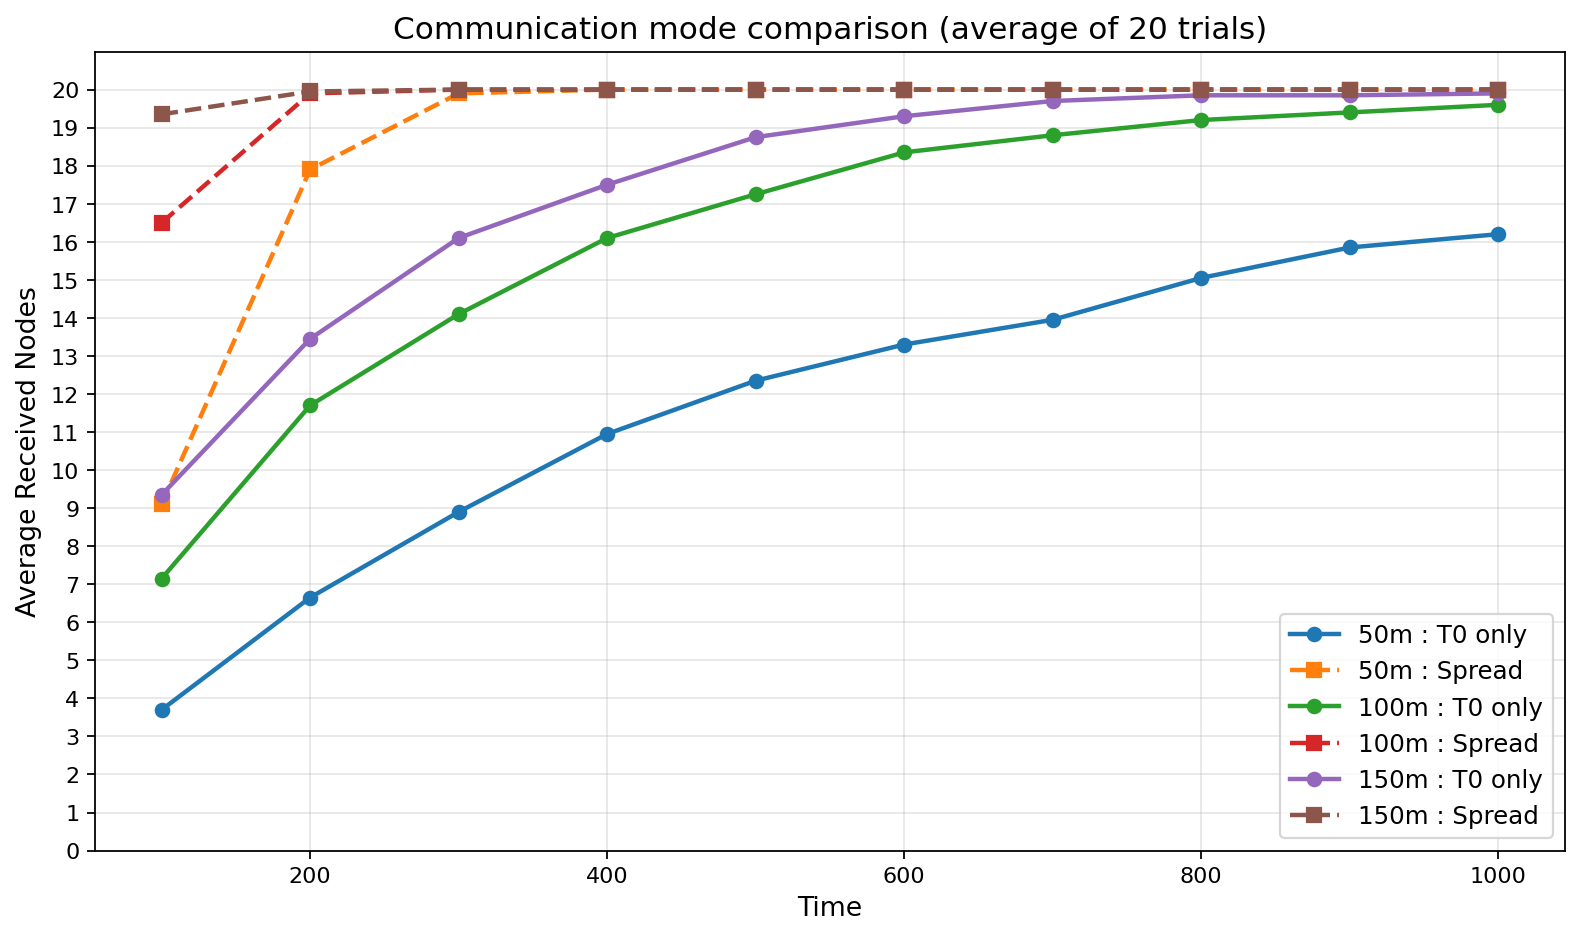 Communication mode comparison (average of 20 trials)
Average Received Nodes
20
19
18
17
16
15
14
13
12
11
10
9
8
7
6
5
4
3
2
1
0
50m : T0 only
50m : Spread
100m : T0 only
100m : Spread
150m : T0 only
150m : Spread
200 400 600 800 1000
Time